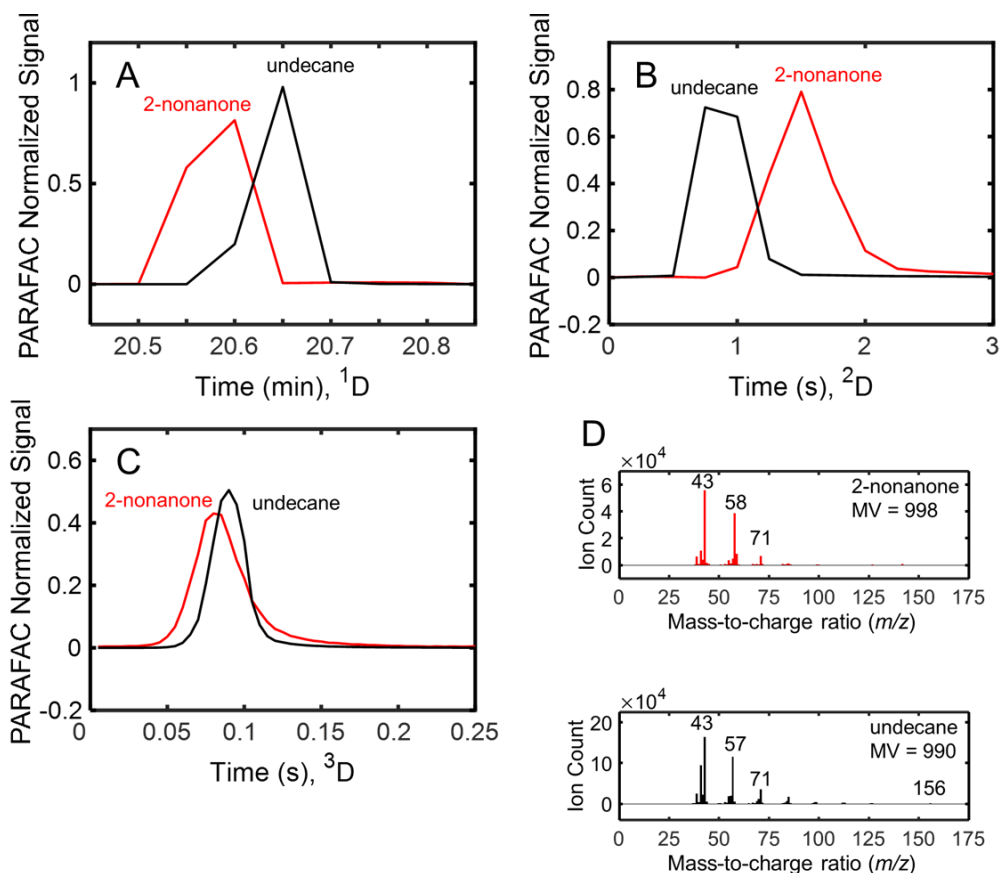 A
undecane
2-nonanone
PARAFAC Normalized Signal
1
0.5
0
20.5
20.6
20.7
20.8
Time (min), ¹D
B
2-nonanone
undecane
PARAFAC Normalized Signal
0.8
0.6
0.4
0.2
0
-0.2
0
1
2
3
Time (s), ²D
C
2-nonanone
undecane
PARAFAC Normalized Signal
0.6
0.4
0.2
0
-0.2
0
0.05
0.1
0.15
0.2
0.25
Time (s), ³D
D
×10⁴
43
2-nonanone
MV = 998
58
71
Ion Count
6
4
2
0
0
25
50
75
100
125
150
175
Mass-to-charge ratio (m/z)
×10⁴
43
undecane
MV = 990
57
71
156
Ion Count
20
10
0
0
25
50
75
100
125
150
175
Mass-to-charge ratio (m/z)